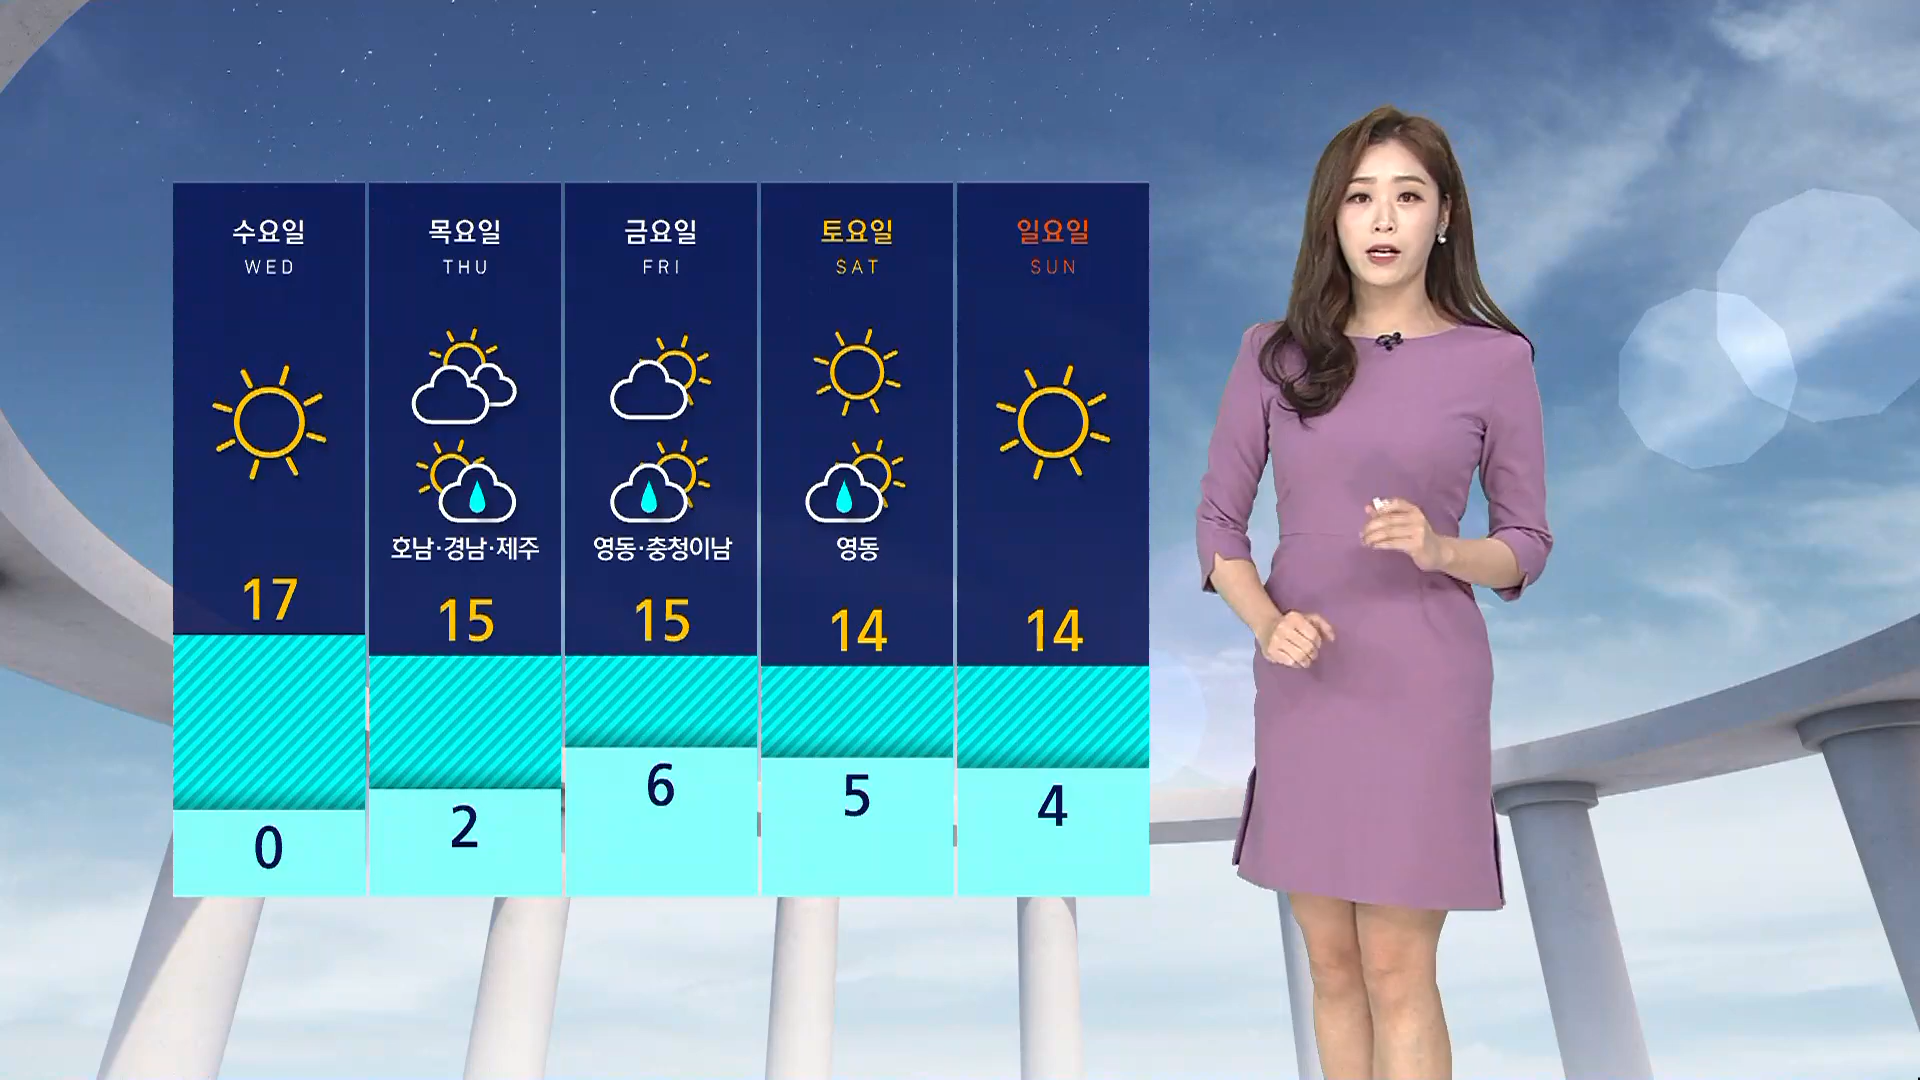 수요일
WED
17
0
목요일
THU
호남·경남·제주
15
2
금요일
FRI
영동·충청이남
15
6
토요일
SAT
영동
14
5
일요일
SUN
14
4